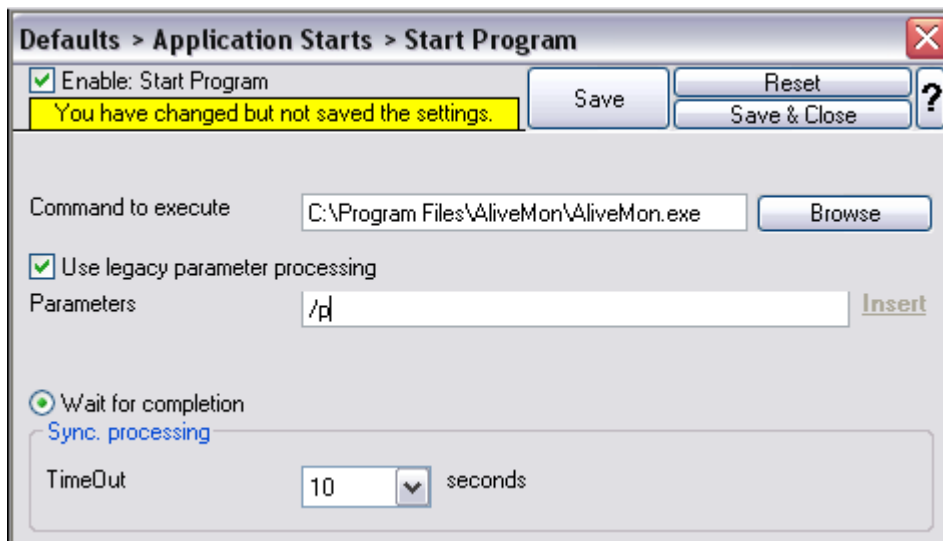 Defaults > Application Starts > Start Program
Enable: Start Program
You have changed but not saved the settings.
Save
Reset
Save & Close
?
Command to execute
C:\Program Files\AliveMon\AliveMon.exe
Browse
Use legacy parameter processing
Parameters
/p
Insert
Wait for completion
Sync. processing
TimeOut
10
seconds